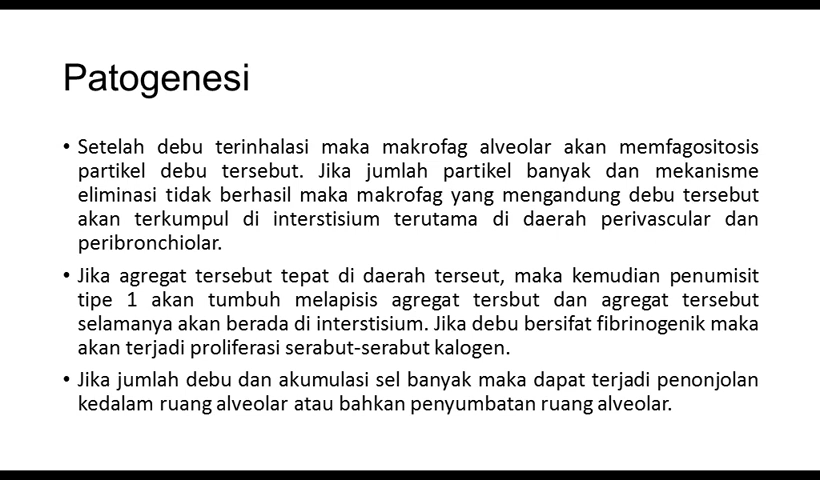 Patogenesi
• Setelah debu terinhalasi maka makrofag alveolar akan memfagositosis
partikel debu tersebut. Jika jumlah partikel banyak dan mekanisme
eliminasi tidak berhasil maka makrofag yang mengandung debu tersebut
akan terkumpul di interstisium terutama di daerah perivascular dan
peribronchiolar.
• Jika agregat tersebut tepat di daerah terseut, maka kemudian penumisit
tipe 1 akan tumbuh melapisis agregat tersbut dan agregat tersebut
selamanya akan berada di interstisium. Jika debu bersifat fibrinogenik maka
akan terjadi proliferasi serabut-serabut kalogen.
• Jika jumlah debu dan akumulasi sel banyak maka dapat terjadi penonjolan
kedalam ruang alveolar atau bahkan penyumbatan ruang alveolar.